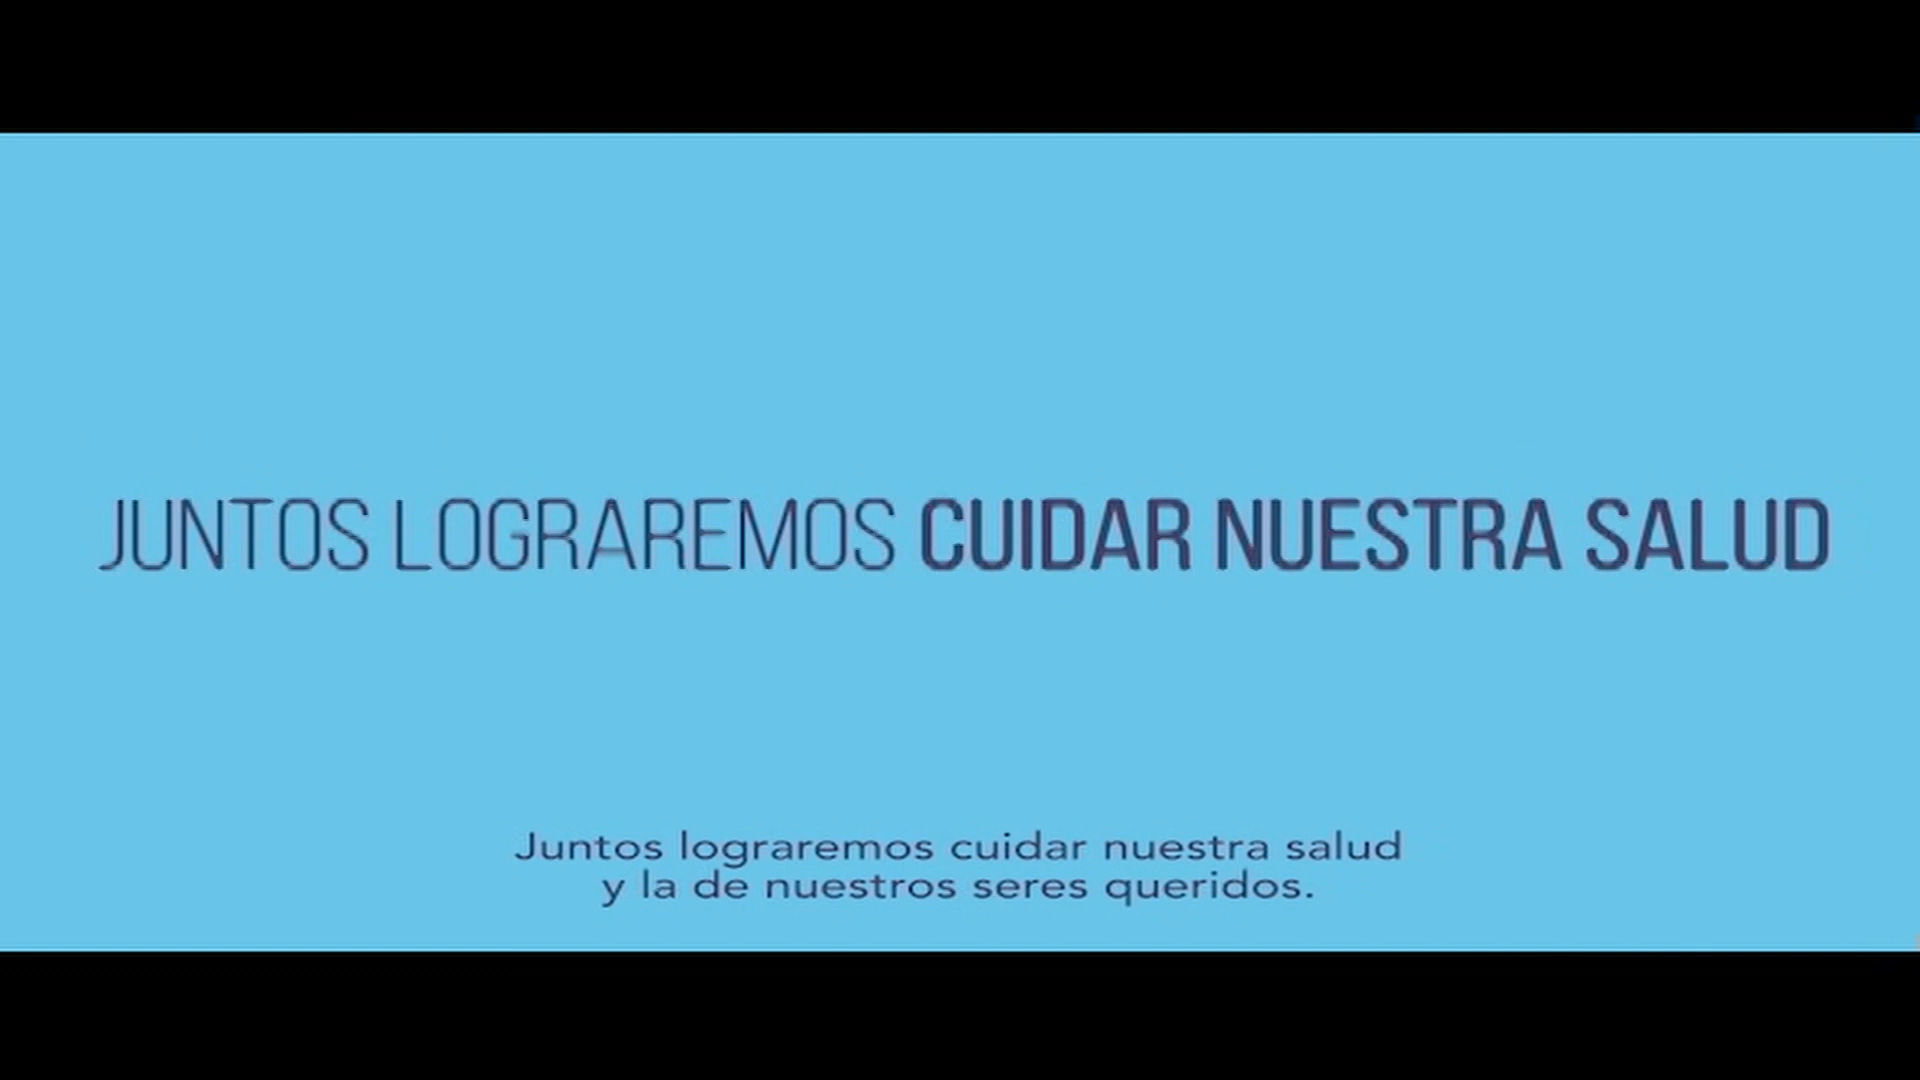 JUNTOS LOGRAREMOS CUIDAR NUESTRA SALUD
Juntos lograremos cuidar nuestra salud
y la de nuestros seres queridos.